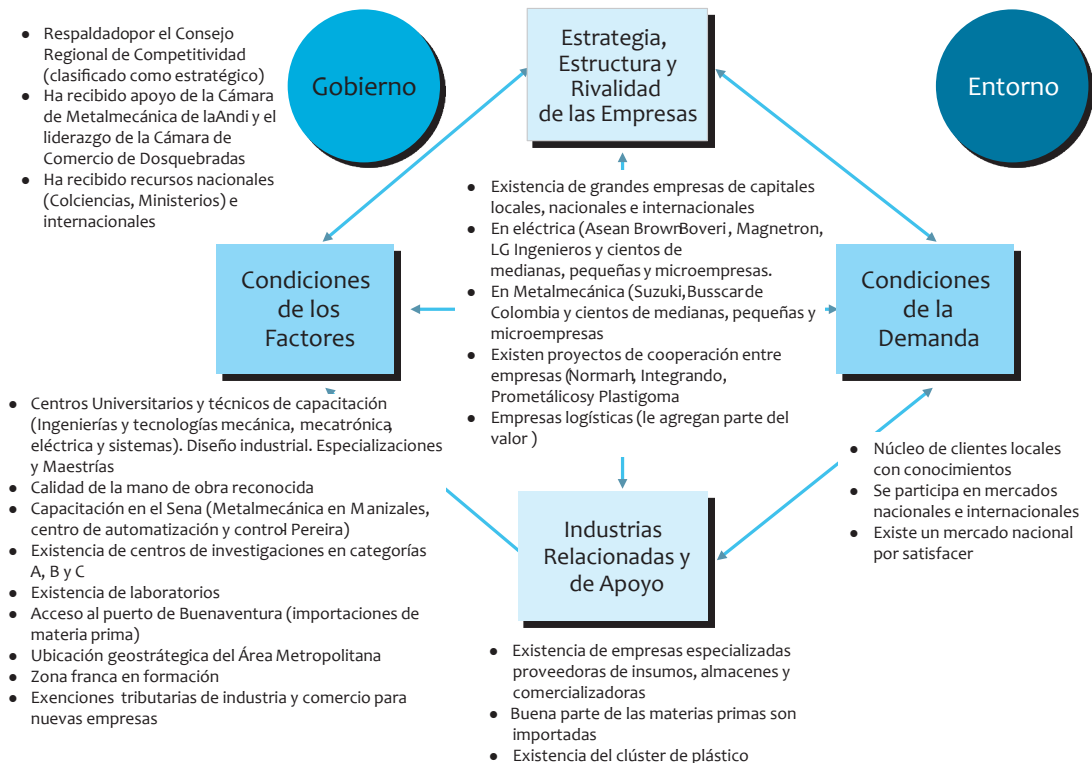 ● Respaldadopor el Consejo
Regional de Competitividad
(clasificado como estratégico)
● Ha recibido apoyo de la Cámara
de Metalmecánica de laAndi y el
liderazgo de la Cámara de
Comercio de Dosquebradas
● Ha recibido recursos nacionales
(Colciencias, Ministerios) e
internacionales
Gobierno
Estrategia,
Estructura y
Rivalidad
de las Empresas
Entorno
● Existencia de grandes empresas de capitales
locales, nacionales e internacionales
● En eléctrica (Asean BrownBoveri, Magnetron,
LG Ingenieros y cientos de
medianas, pequeñas y microempresas.
● En Metalmecánica (Suzuki,Busscarde
Colombia y cientos de medianas, pequeñas y
microempresas
● Existen proyectos de cooperación entre
empresas (Normarh, Integrando,
Prometálicosy Plastigoma
● Empresas logísticas (le agregan parte del
valor )
Condiciones
de los
Factores
Condiciones
de la
Demanda
● Centros Universitarios y técnicos de capacitación
(Ingenierías y tecnologías mecánica, mecatrónica,
eléctrica y sistemas). Diseño industrial. Especializaciones
y Maestrías
● Calidad de la mano de obra reconocida
● Capacitación en el Sena (Metalmecánica en Manizales,
centro de automatización y control- Pereira)
● Existencia de centros de investigaciones en categorías
A, B y C
● Existencia de laboratorios
● Acceso al puerto de Buenaventura (importaciones de
materia prima)
● Ubicación geostrátegica del Área Metropolitana
● Zona franca en formación
● Exenciones tributarias de industria y comercio para
nuevas empresas
● Núcleo de clientes locales
con conocimientos
● Se participa en mercados
nacionales e internacionales
● Existe un mercado nacional
por satisfacer
Industrias
Relacionadas y
de Apoyo
● Existencia de empresas especializadas
proveedoras de insumos, almacenes y
comercializadoras
● Buena parte de las materias primas son
importadas
● Existencia del clúster de plástico